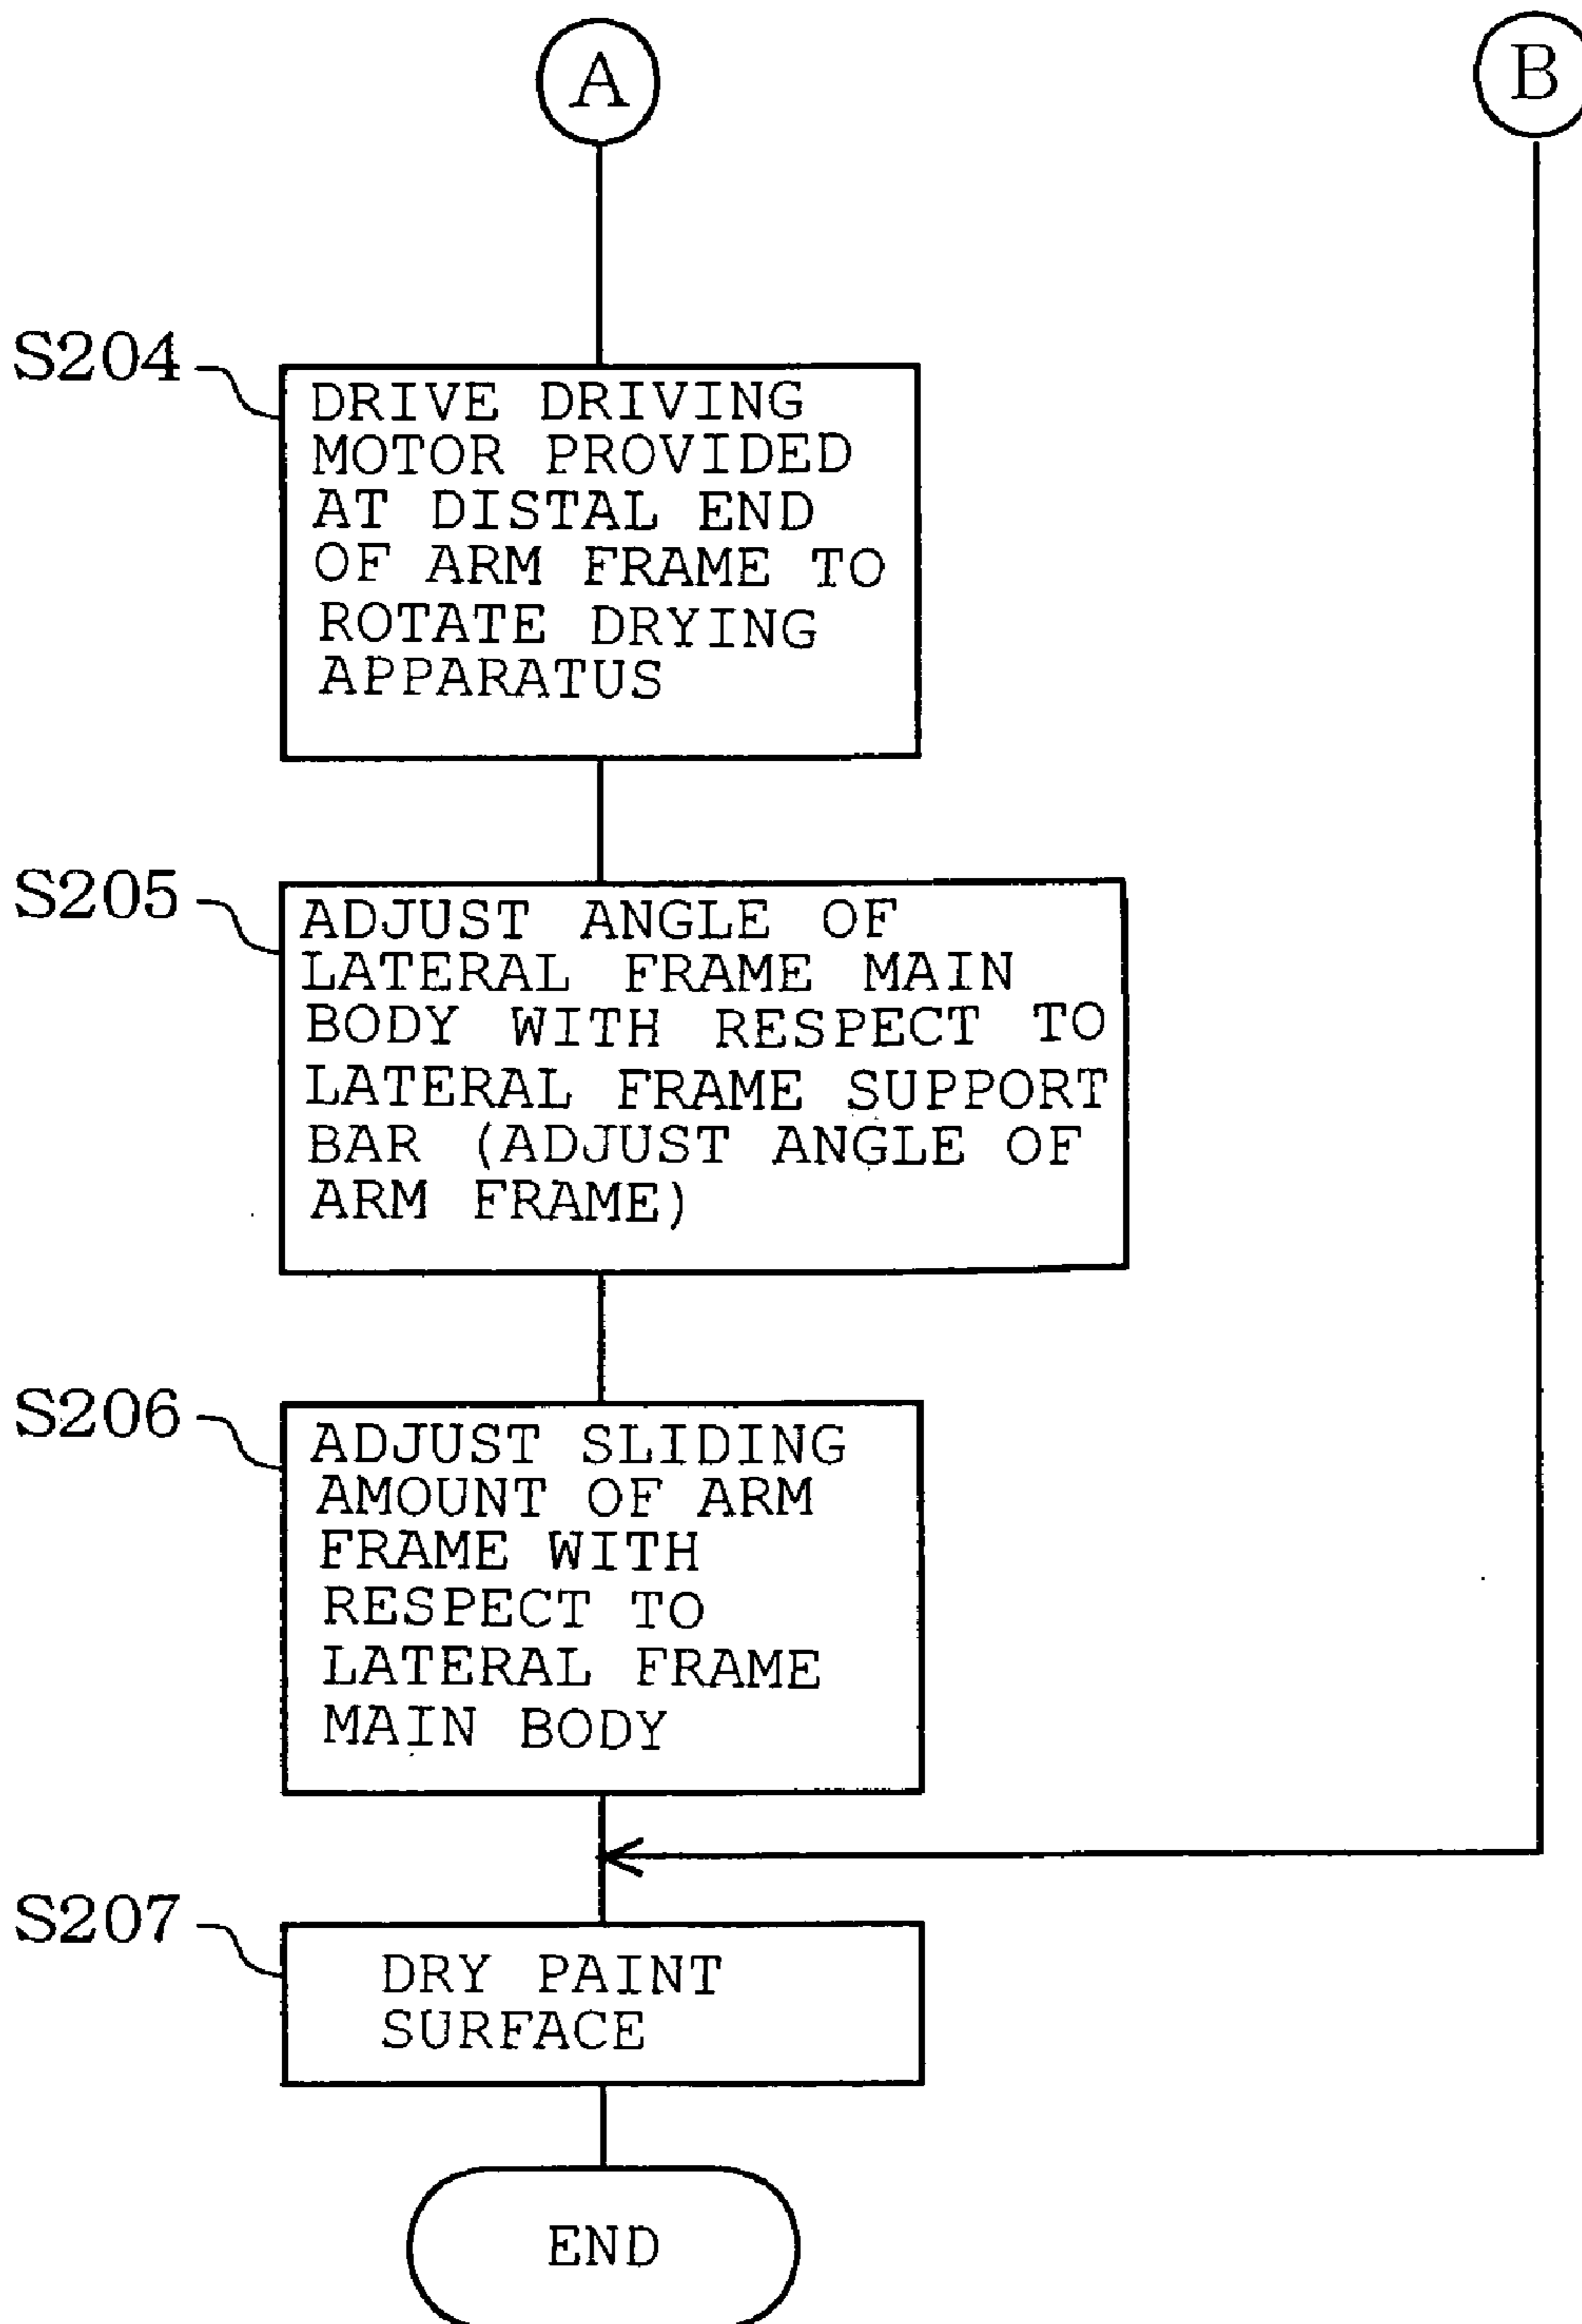 A
B
S204
DRIVE DRIVING
MOTOR PROVIDED
AT DISTAL END
OF ARM FRAME TO
ROTATE DRYING
APPARATUS
S205
ADJUST ANGLE OF
LATERAL FRAME MAIN
BODY WITH RESPECT TO
LATERAL FRAME SUPPORT
BAR (ADJUST ANGLE OF
ARM FRAME)
S206
ADJUST SLIDING
AMOUNT OF ARM
FRAME WITH
RESPECT TO
LATERAL FRAME
MAIN BODY
S207
DRY PAINT
SURFACE
END